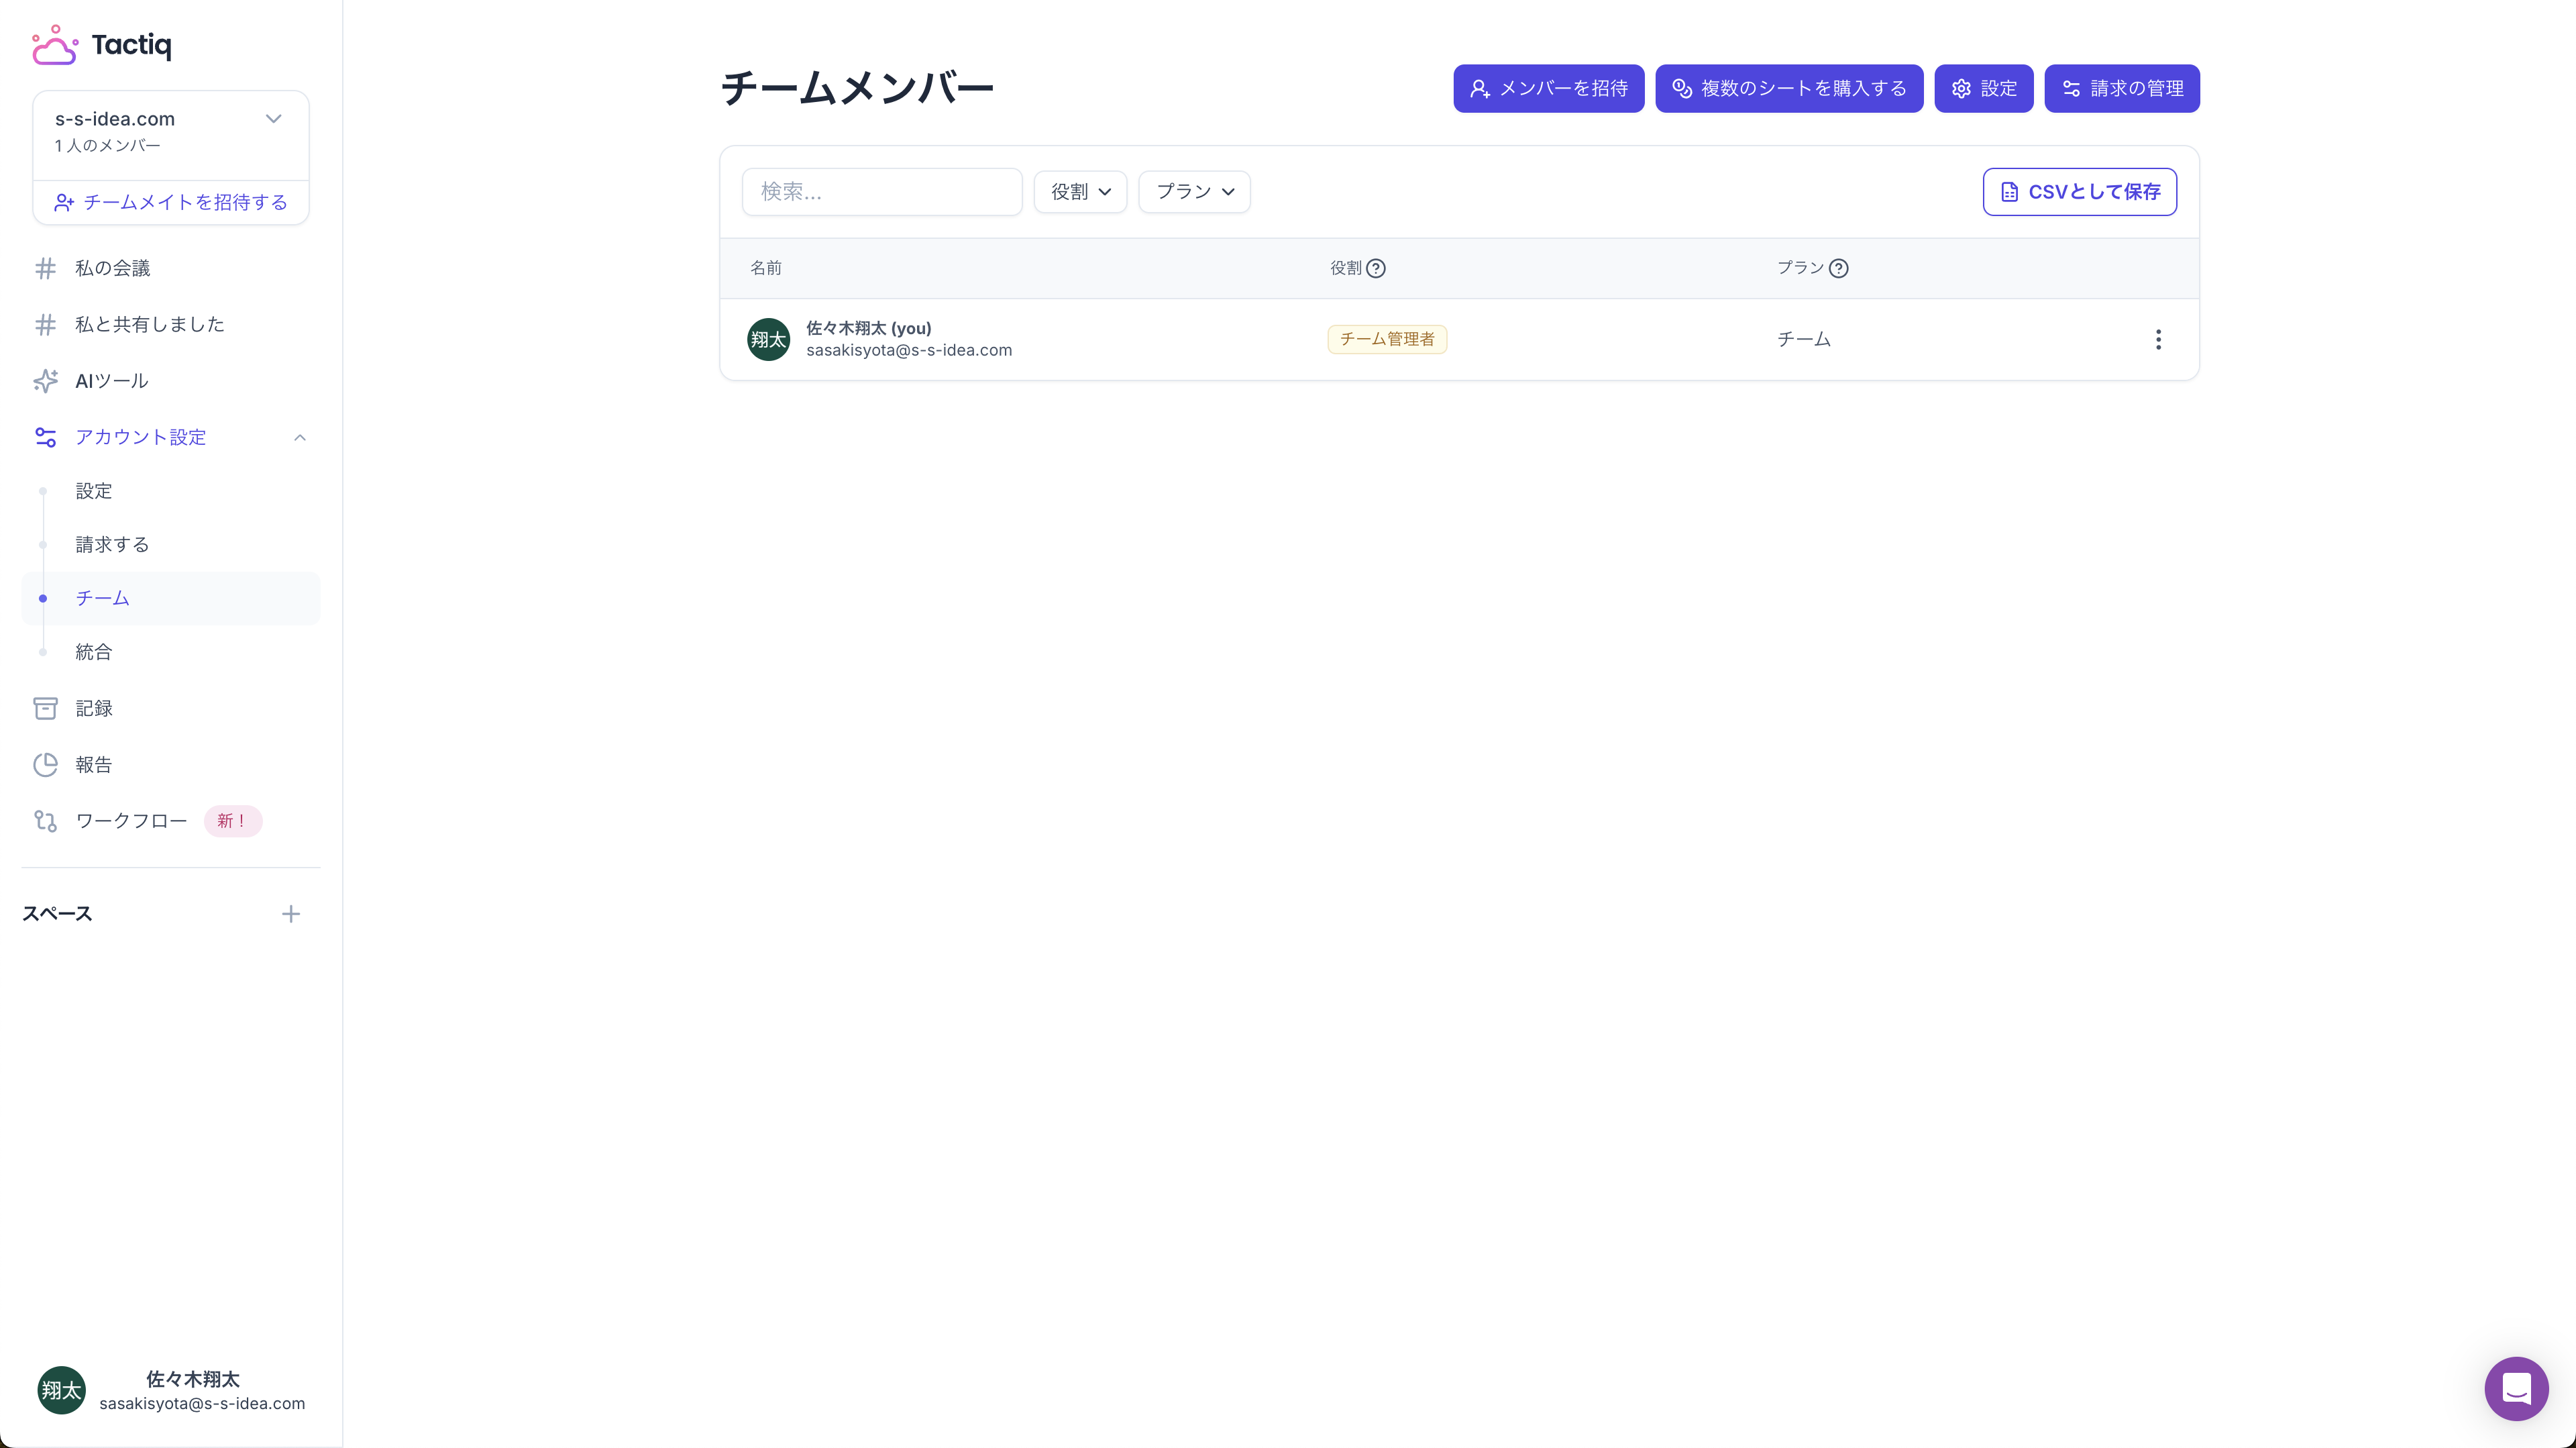 Tactiq
s-s-idea.com
1 人のメンバー
チームメイトを招待する
私の会議
私と共有しました
AIツール
アカウント設定
設定
請求する
チーム
統合
記録
報告
ワークフロー 新！
スペース
佐々木翔太
翔太
sasakisyota@s-s-idea.com
チームメンバー
メンバーを招待 複数のシートを購入する 設定 請求の管理
検索... 役割 プラン CSVとして保存
名前 役割 プラン
翔太 佐々木翔太 (you) チーム管理者 チーム
sasakisyota@s-s-idea.com